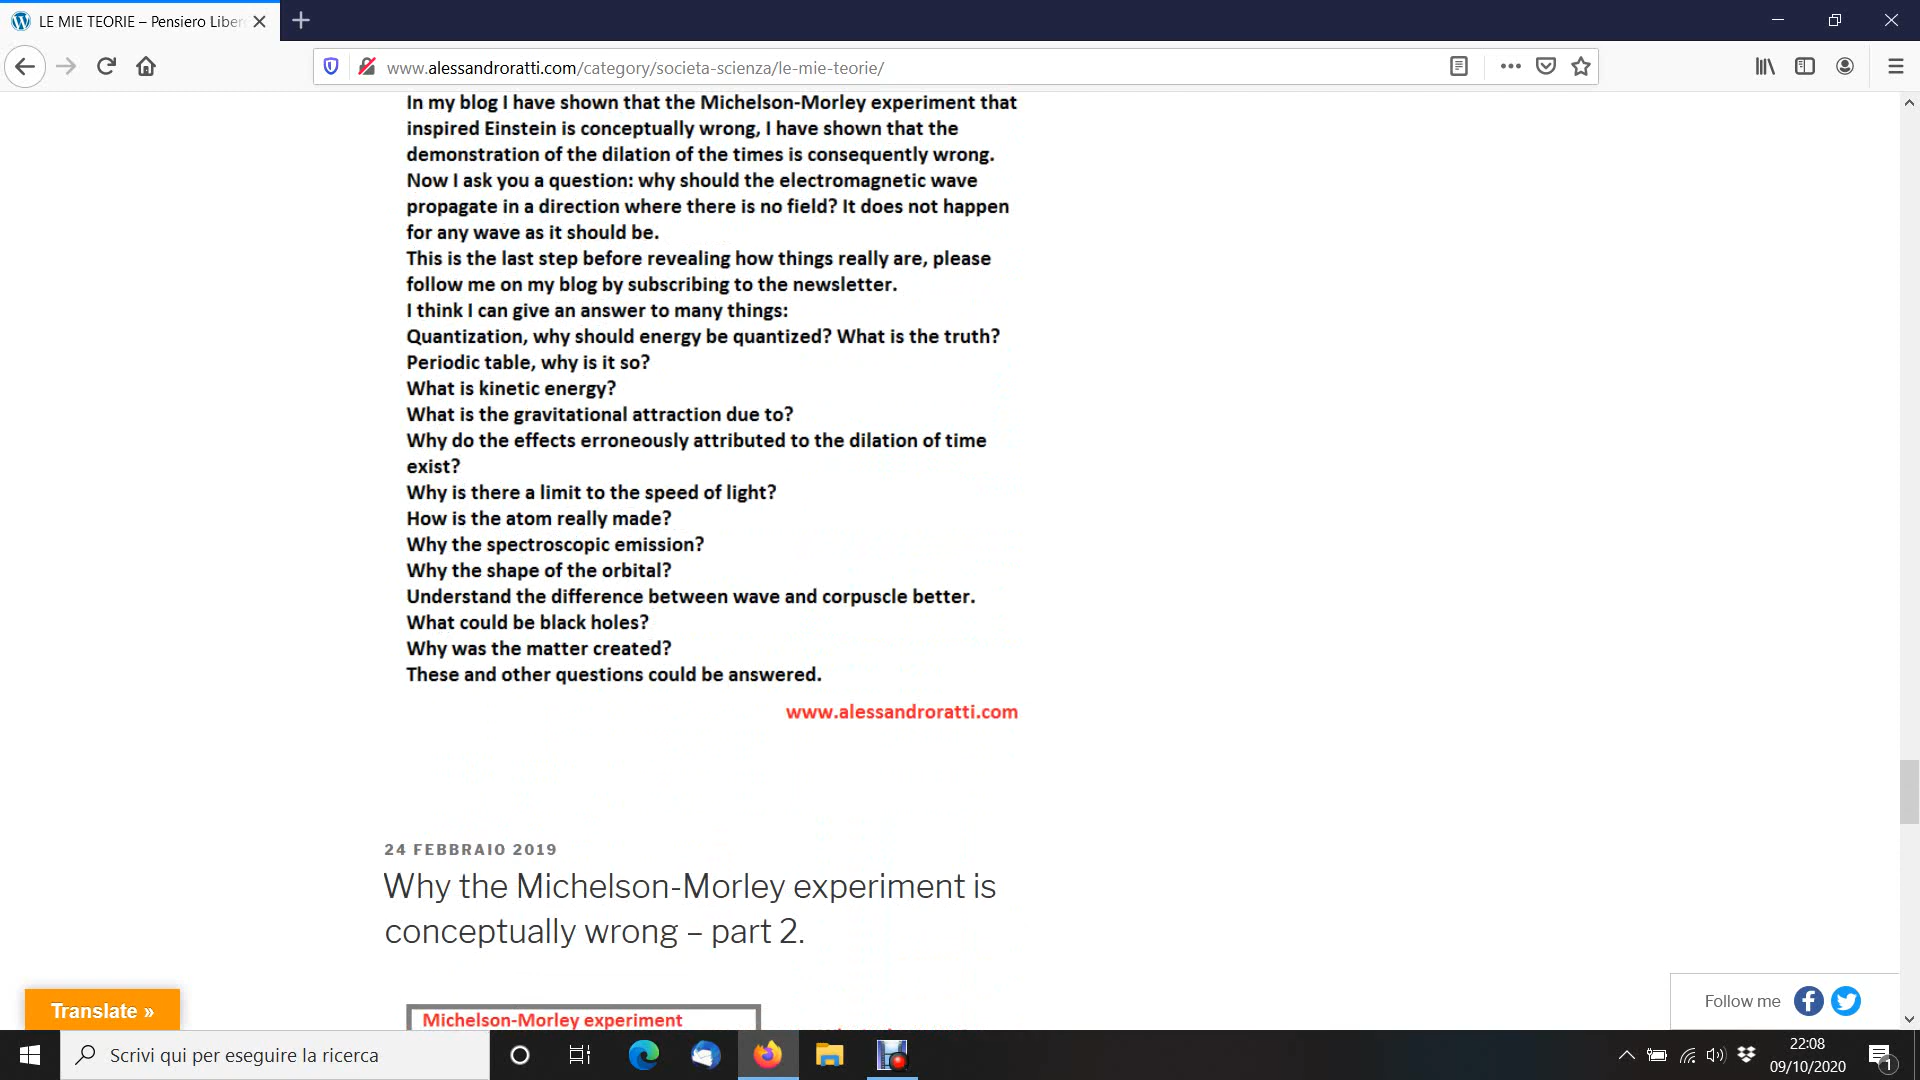 LE MIE TEORIE – Pensiero Liber
www.alessandroratti.com/category/societa-scienza/le-mie-teorie/
In my blog I have shown that the Michelson-Morley experiment that
inspired Einstein is conceptually wrong, I have shown that the
demonstration of the dilation of the times is consequently wrong.
Now I ask you a question: why should the electromagnetic wave
propagate in a direction where there is no field? It does not happen
for any wave as it should be.
This is the last step before revealing how things really are, please
follow me on my blog by subscribing to the newsletter.
I think I can give an answer to many things:
Quantization, why should energy be quantized? What is the truth?
Periodic table, why is it so?
What is kinetic energy?
What is the gravitational attraction due to?
Why do the effects erroneously attributed to the dilation of time
exist?
Why is there a limit to the speed of light?
How is the atom really made?
Why the spectroscopic emission?
Why the shape of the orbital?
Understand the difference between wave and corpuscle better.
What could be black holes?
Why was the matter created?
These and other questions could be answered.
www.alessandroratti.com
24 FEBBRAIO 2019
Why the Michelson-Morley experiment is
conceptually wrong – part 2.
Translate »
Follow me
Michelson-Morley experiment
Scrivi qui per eseguire la ricerca
22:08
09/10/2020
1